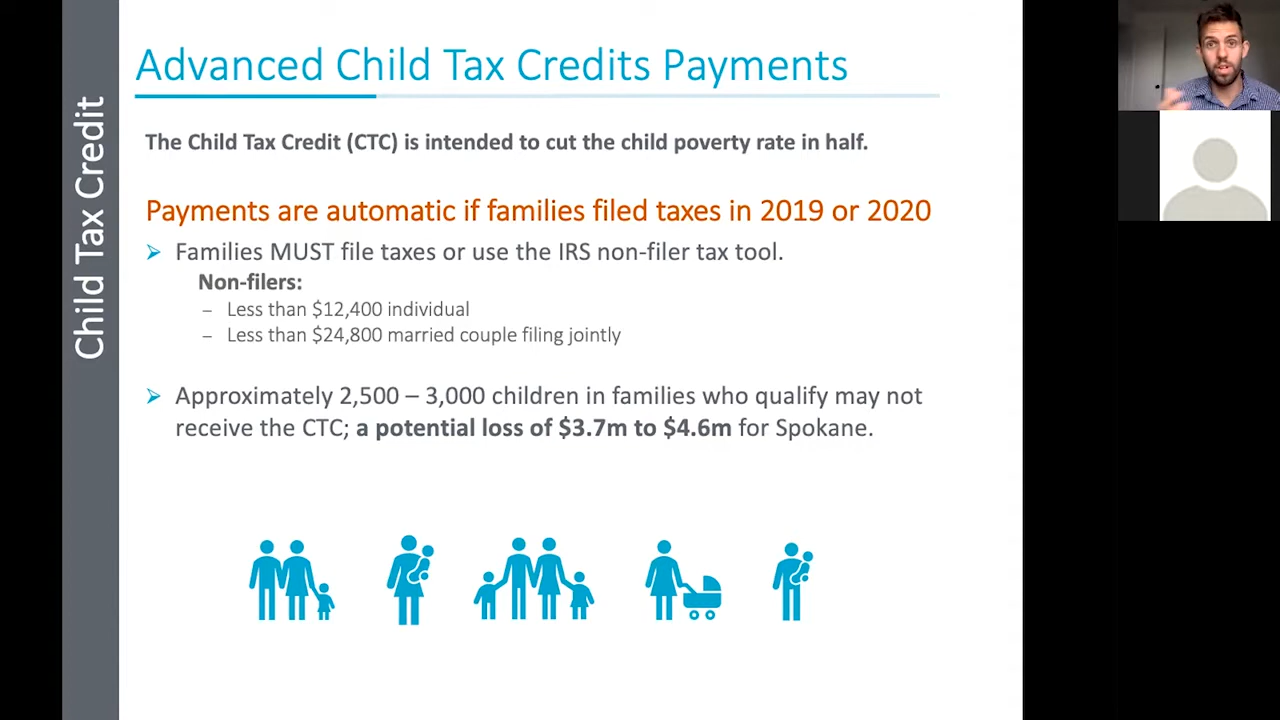 Child Tax Credit
Advanced Child Tax Credits Payments
The Child Tax Credit (CTC) is intended to cut the child poverty rate in half.
Payments are automatic if families filed taxes in 2019 or 2020
➢ Families MUST file taxes or use the IRS non-filer tax tool.
Non-filers:
– Less than $12,400 individual
– Less than $24,800 married couple filing jointly
➢ Approximately 2,500 – 3,000 children in families who qualify may not
receive the CTC; a potential loss of $3.7m to $4.6m for Spokane.